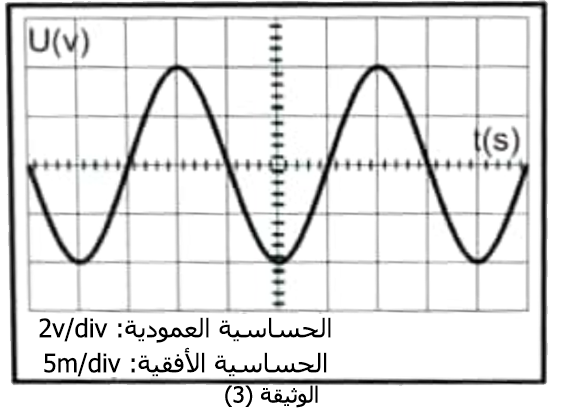 U(v)
t(s)
الحساسية العمودية: 2v/div
الحساسية الأفقية: 5m/div
الوثيقة (3)